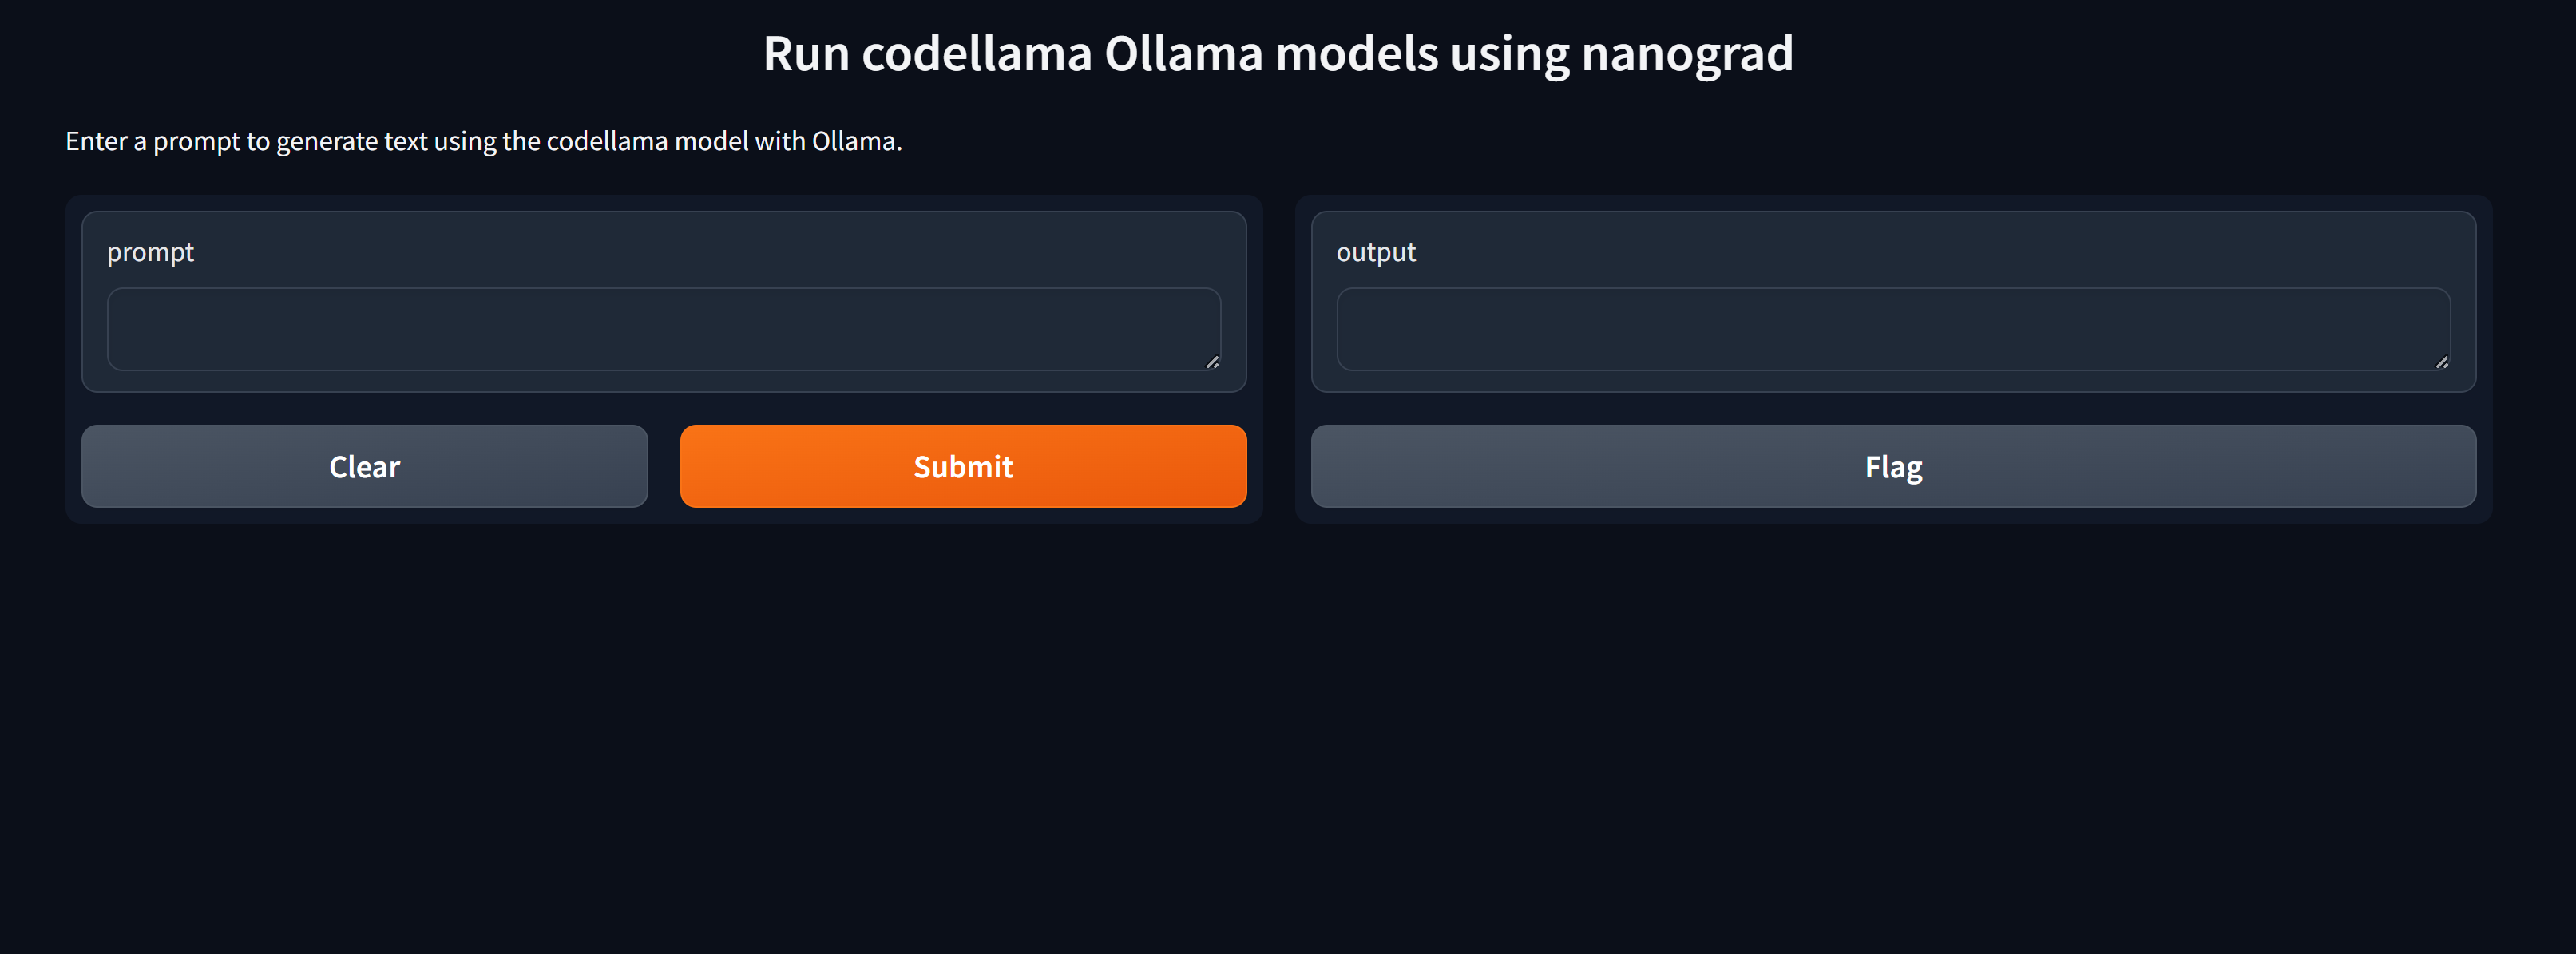 Run codellama Ollama models using nanograd
Enter a prompt to generate text using the codellama model with Ollama.
prompt
output
Clear
Submit
Flag